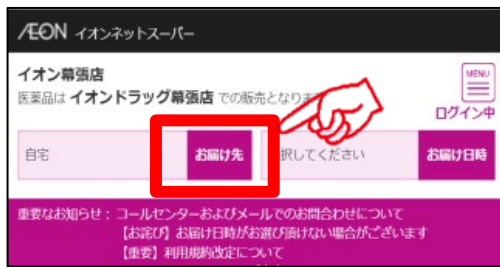 ÆON イオンネットスーパー
イオン幕張店
医薬品は イオンドラッグ幕張店 での販売となり
MENU
ログイン中
自宅 お届け先 択してください お届け日時
重要なお知らせ：コールセンターおよびメールでのお問合わせについて
【お詫び】お届け日時がお選び頂けない場合がございます
【重要】利用規約改定について